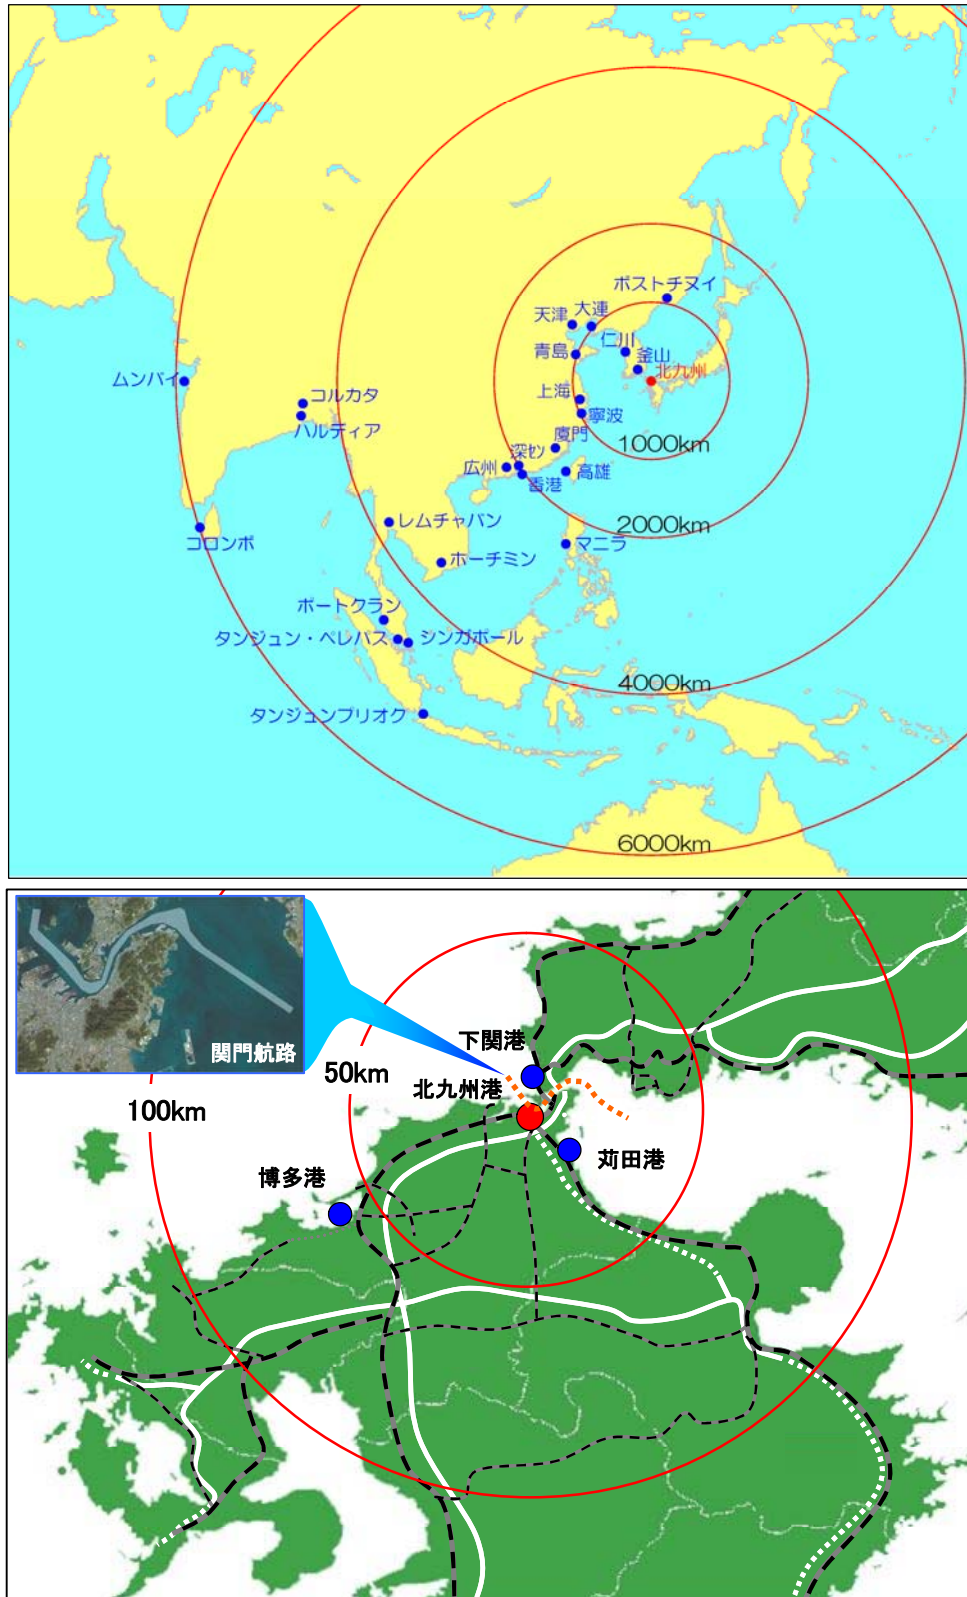 ボストチヌイ
天津
大連
仁川
青島
釜山
北九州
ムンバイ
コルカタ
上海
ハルディア
寧波
厦門
1000km
深セン
広州
香港
高雄
レムチャバン
2000km
コロンボ
マニラ
ホーチミン
ポートクラン
タンジュン・ペレパス
シンガポール
4000km
タンジュンプリオク
6000km
関門航路
下関港
50km
北九州港
100km
苅田港
博多港